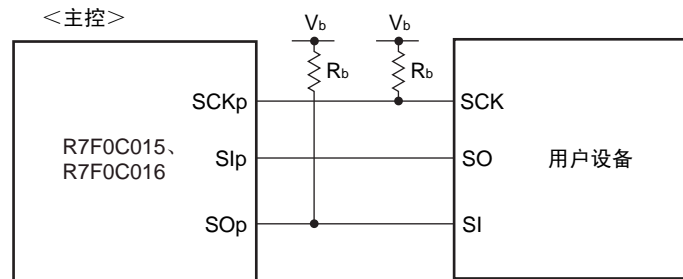 ＜主控＞
Vb
Vb
Rb
Rb
SCKp
SCK
R7F0C015、
R7F0C016
SIp
SO
用户设备
SOp
SI